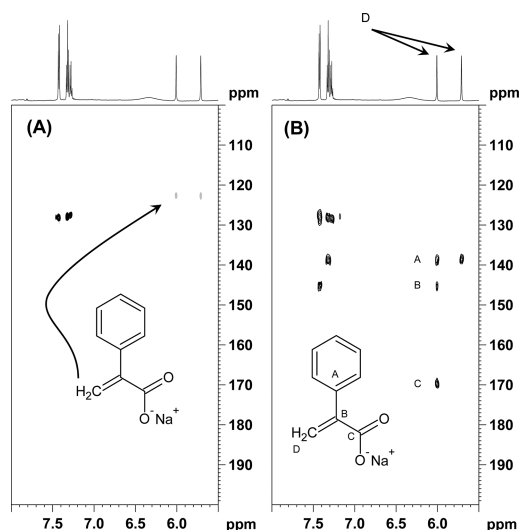 D
ppm
ppm
(A)
(B)
110
120
130
140
150
160
170
180
190
H2C
O
O- Na+
110
120
130
140
150
160
170
180
190
A
B
C
A
B
H2C
D
C
O
O- Na+
7.5 7.0 6.5 6.0 ppm
7.5 7.0 6.5 6.0 ppm